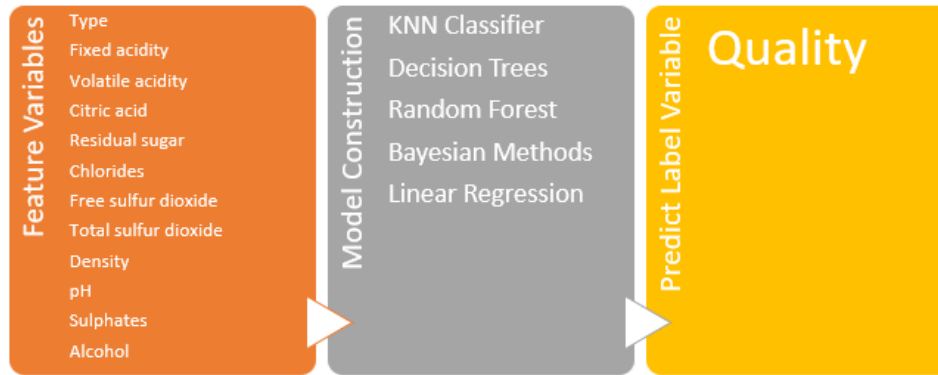 Feature Variables
Type
Fixed acidity
Volatile acidity
Citric acid
Residual sugar
Chlorides
Free sulfur dioxide
Total sulfur dioxide
Density
pH
Sulphates
Alcohol
Model Construction
KNN Classifier
Decision Trees
Random Forest
Bayesian Methods
Linear Regression
Predict Label Variable
Quality